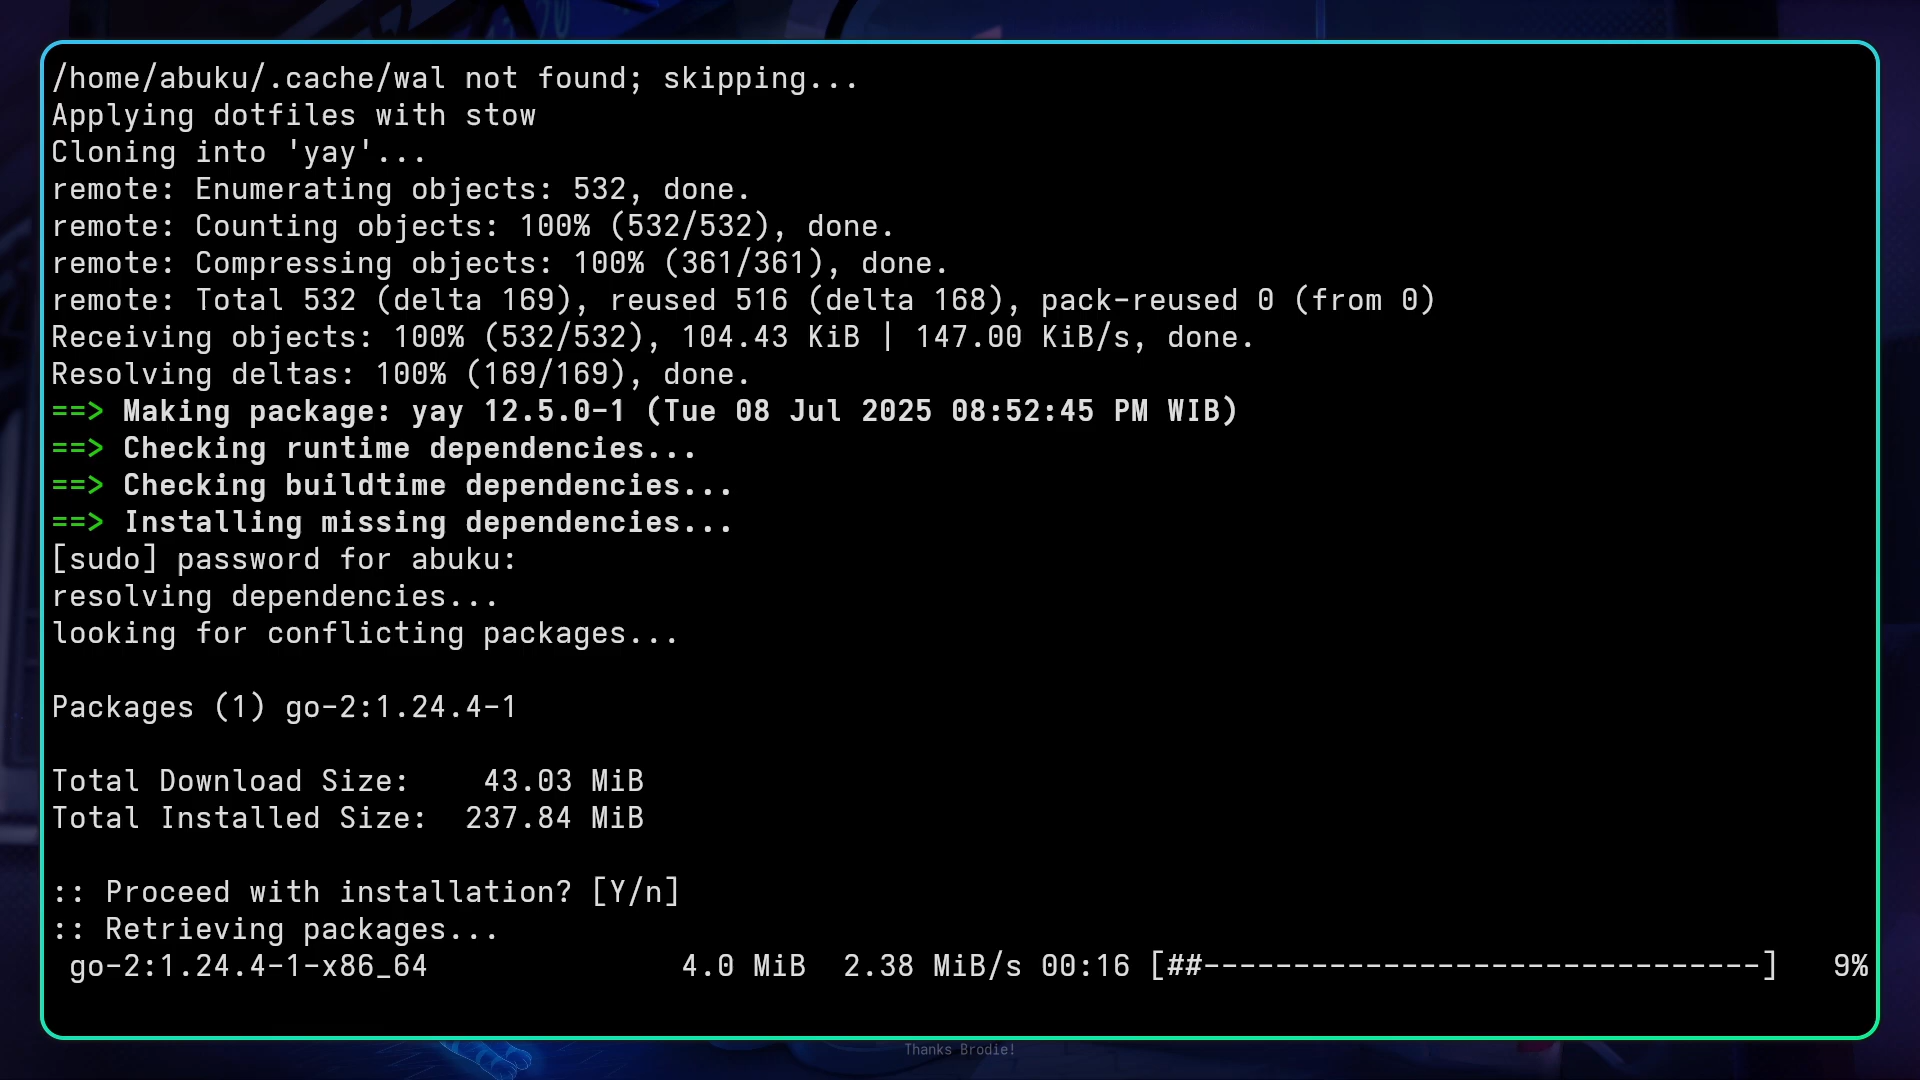 /home/abuku/.cache/wal not found; skipping...
Applying dotfiles with stow
Cloning into 'yay'...
remote: Enumerating objects: 532, done.
remote: Counting objects: 100% (532/532), done.
remote: Compressing objects: 100% (361/361), done.
remote: Total 532 (delta 169), reused 516 (delta 168), pack-reused 0 (from 0)
Receiving objects: 100% (532/532), 104.43 KiB | 147.00 KiB/s, done.
Resolving deltas: 100% (169/169), done.
==> Making package: yay 12.5.0-1 (Tue 08 Jul 2025 08:52:45 PM WIB)
==> Checking runtime dependencies...
==> Checking buildtime dependencies...
==> Installing missing dependencies...
[sudo] password for abuku:
resolving dependencies...
looking for conflicting packages...
Packages (1) go-2:1.24.4-1
Total Download Size:    43.03 MiB
Total Installed Size:  237.84 MiB
:: Proceed with installation? [Y/n]
:: Retrieving packages...
go-2:1.24.4-1-x86_64              4.0 MiB  2.38 MiB/s 00:16 [##-------------------------------]   9%
Thanks Brodie!